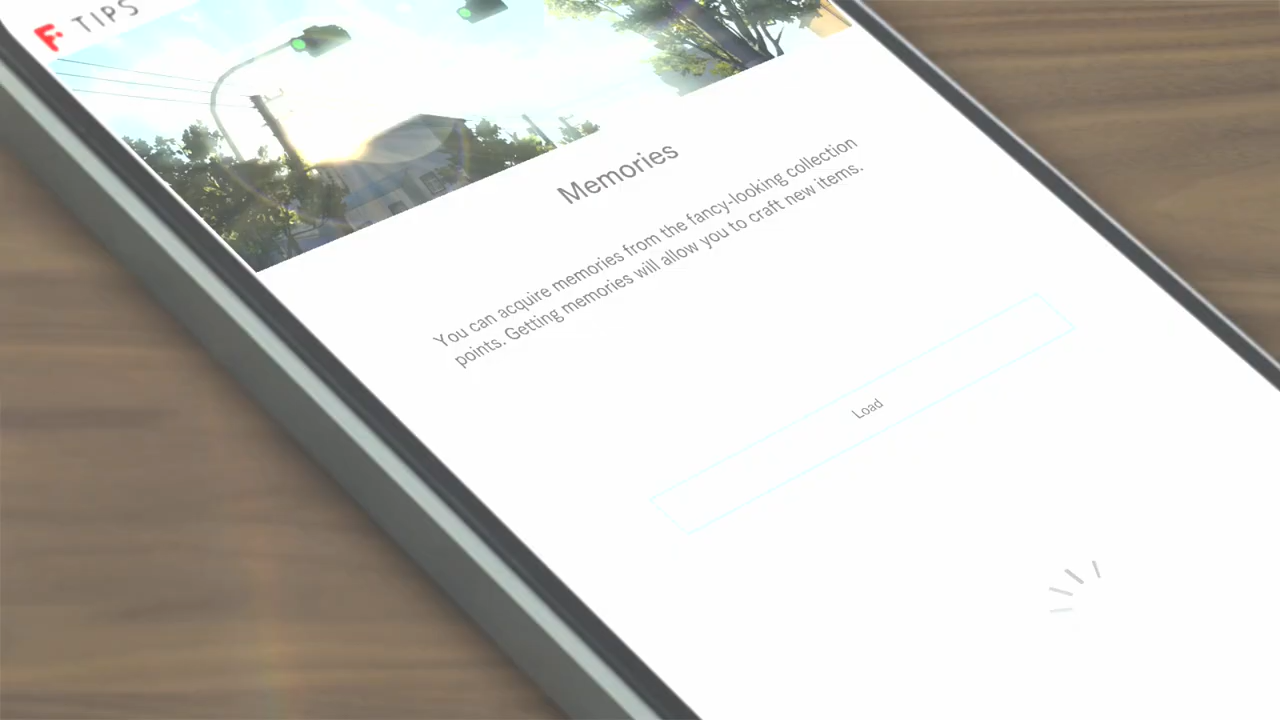 F TIPS
Memories
You can acquire memories from the fancy-looking collection
points. Getting memories will allow you to craft new items.
Load